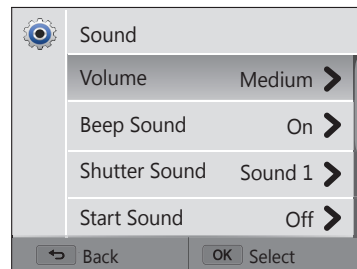 Sound
Volume Medium
Beep Sound On
Shutter Sound Sound 1
Start Sound Off
Back OK Select